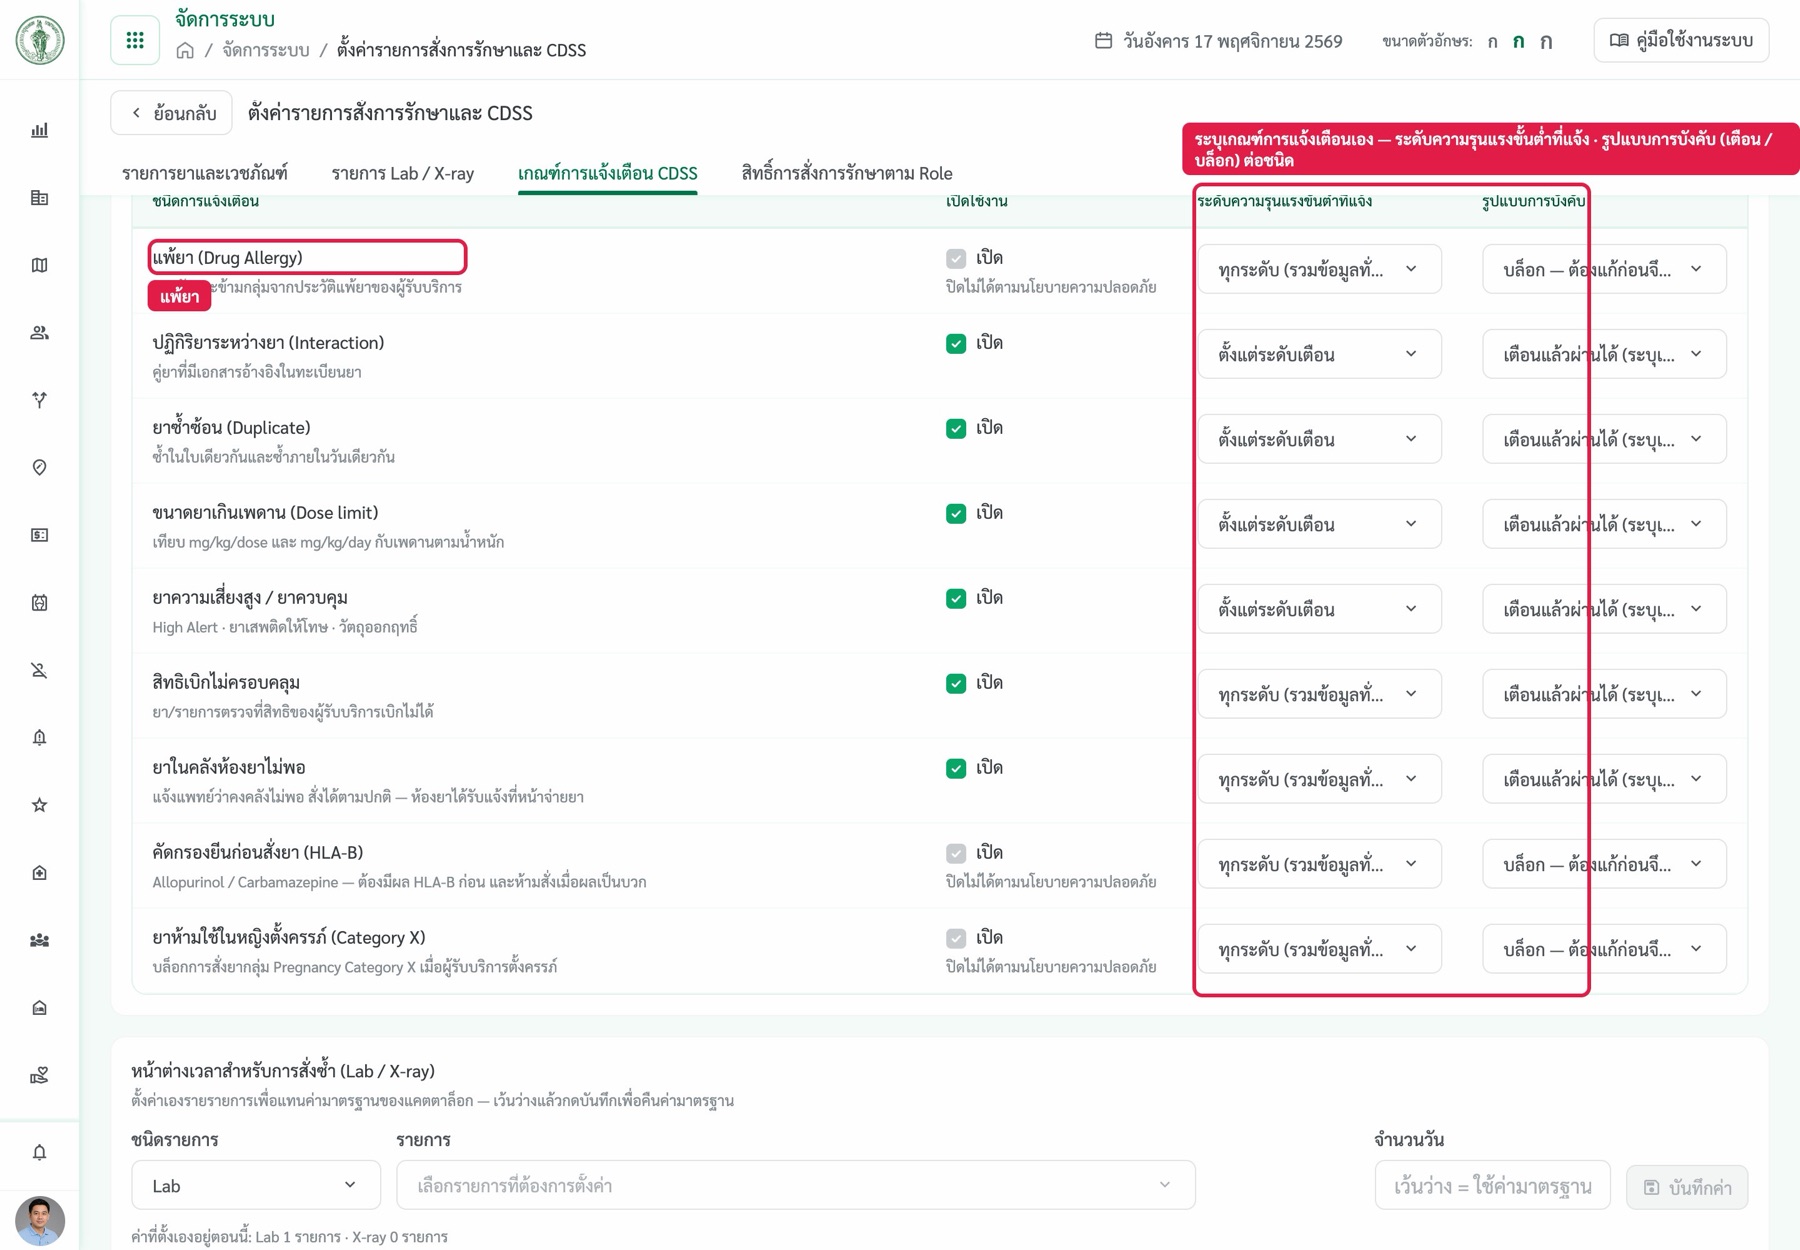 จัดการระบบ
/ จัดการระบบ / ตั้งค่ารายการสั่งการรักษาและ CDSS
วันอังคาร 17 พฤศจิกายน 2569
ขนาดตัวอักษร: ก ก ก
คู่มือใช้งานระบบ
ย้อนกลับ
ตั้งค่ารายการสั่งการรักษาและ CDSS
ระบุเกณฑ์การแจ้งเตือนเอง — ระดับความรุนแรงขั้นต่ำที่แจ้ง · รูปแบบการบังคับ (เตือน /
บล็อก) ต่อชนิด
รายการยาและเวชภัณฑ์ รายการ Lab / X-ray เกณฑ์การแจ้งเตือน CDSS สิทธิ์การสั่งการรักษาตาม Role
ชนิดการแจ้งเตือน เปิดใช้งาน ระดับความรุนแรงขั้นต่ำที่แจ้ง รูปแบบการบังคับ
แพ้ยา (Drug Allergy) เปิด ทุกระดับ (รวมข้อมูลทั่... บล็อก — ต้องแก้ก่อนจึ...
แพ้ยา ะข้ามกลุ่มจากประวัติแพ้ยาของผู้รับบริการ ปิดไม่ได้ตามนโยบายความปลอดภัย
ปฏิกิริยาระหว่างยา (Interaction) เปิด ตั้งแต่ระดับเตือน เตือนแล้วผ่านได้ (ระบุเ...
คู่ยาที่มีเอกสารอ้างอิงในทะเบียนยา
ยาซ้ำซ้อน (Duplicate) เปิด ตั้งแต่ระดับเตือน เตือนแล้วผ่านได้ (ระบุเ...
ซ้ำในใบเดียวกันและซ้ำภายในวันเดียวกัน
ขนาดยาเกินเพดาน (Dose limit) เปิด ตั้งแต่ระดับเตือน เตือนแล้วผ่านได้ (ระบุเ...
เทียบ mg/kg/dose และ mg/kg/day กับเพดานตามน้ำหนัก
ยาความเสี่ยงสูง / ยาควบคุม เปิด ตั้งแต่ระดับเตือน เตือนแล้วผ่านได้ (ระบุเ...
High Alert · ยาเสพติดให้โทษ · วัตถุออกฤทธิ์
สิทธิเบิกไม่ครอบคลุม เปิด ทุกระดับ (รวมข้อมูลทั่... เตือนแล้วผ่านได้ (ระบุเ...
ยา/รายการตรวจที่สิทธิของผู้รับบริการเบิกไม่ได้
ยาในคลังห้องยาไม่พอ เปิด ทุกระดับ (รวมข้อมูลทั่... เตือนแล้วผ่านได้ (ระบุเ...
แจ้งแพทย์ว่าคงคลังไม่พอ สั่งได้ตามปกติ — ห้องยาได้รับแจ้งที่หน้าจ่ายยา
คัดกรองยีนก่อนสั่งยา (HLA-B) เปิด ทุกระดับ (รวมข้อมูลทั่... บล็อก — ต้องแก้ก่อนจึ...
Allopurinol / Carbamazepine — ต้องมีผล HLA-B ก่อน และห้ามสั่งเมื่อผลเป็นบวก ปิดไม่ได้ตามนโยบายความปลอดภัย
ยาห้ามใช้ในหญิงตั้งครรภ์ (Category X) เปิด ทุกระดับ (รวมข้อมูลทั่... บล็อก — ต้องแก้ก่อนจึ...
บล็อกการสั่งยากลุ่ม Pregnancy Category X เมื่อผู้รับบริการตั้งครรภ์ ปิดไม่ได้ตามนโยบายความปลอดภัย
หน้าต่างเวลาสำหรับการสั่งซ้ำ (Lab / X-ray)
ตั้งค่าเองรายรายการเพื่อแทนค่ามาตรฐานของแคตตาล็อก — เว้นว่างแล้วกดบันทึกเพื่อคืนค่ามาตรฐาน
ชนิดรายการ รายการ จำนวนวัน
Lab เลือกรายการที่ต้องการตั้งค่า เว้นว่าง = ใช้ค่ามาตรฐาน บันทึกค่า
ค่าที่ตั้งเองอยู่ตอนนี้: Lab 1 รายการ · X-ray 0 รายการ